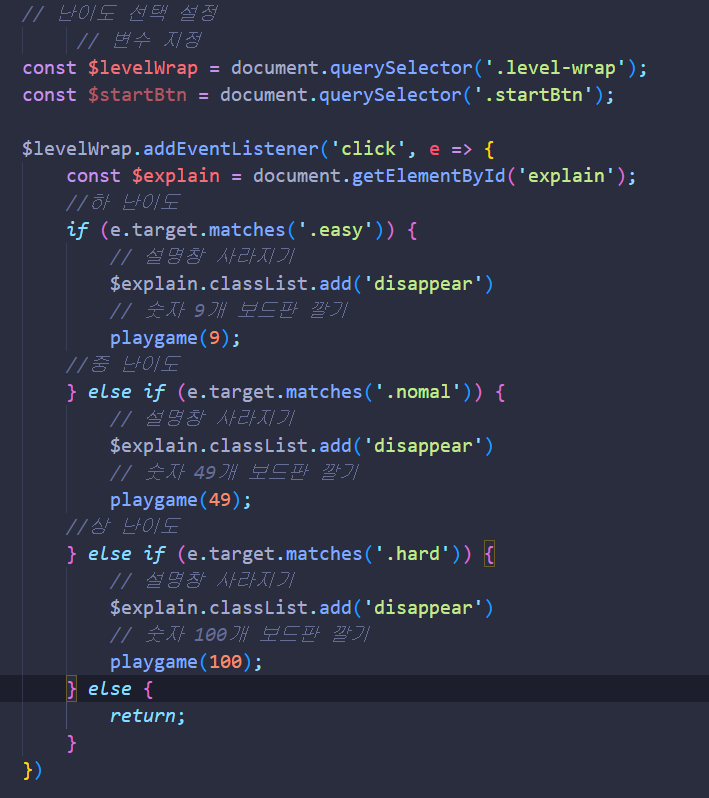 // 난이도 선택 설정
// 변수 지정
const $levelWrap = document.querySelector('.level-wrap');
const $startBtn = document.querySelector('.startBtn');
$levelWrap.addEventListener('click', e => {
const $explain = document.getElementById('explain');
//하 난이도
if (e.target.matches('.easy')) {
// 설명창 사라지기
$explain.classList.add('disappear')
// 숫자 9개 보드판 깔기
playgame(9);
//중 난이도
} else if (e.target.matches('.nomal')) {
// 설명창 사라지기
$explain.classList.add('disappear')
// 숫자 49개 보드판 깔기
playgame(49);
//상 난이도
} else if (e.target.matches('.hard')) {
// 설명창 사라지기
$explain.classList.add('disappear')
// 숫자 100개 보드판 깔기
playgame(100);
} else {
return;
}
})